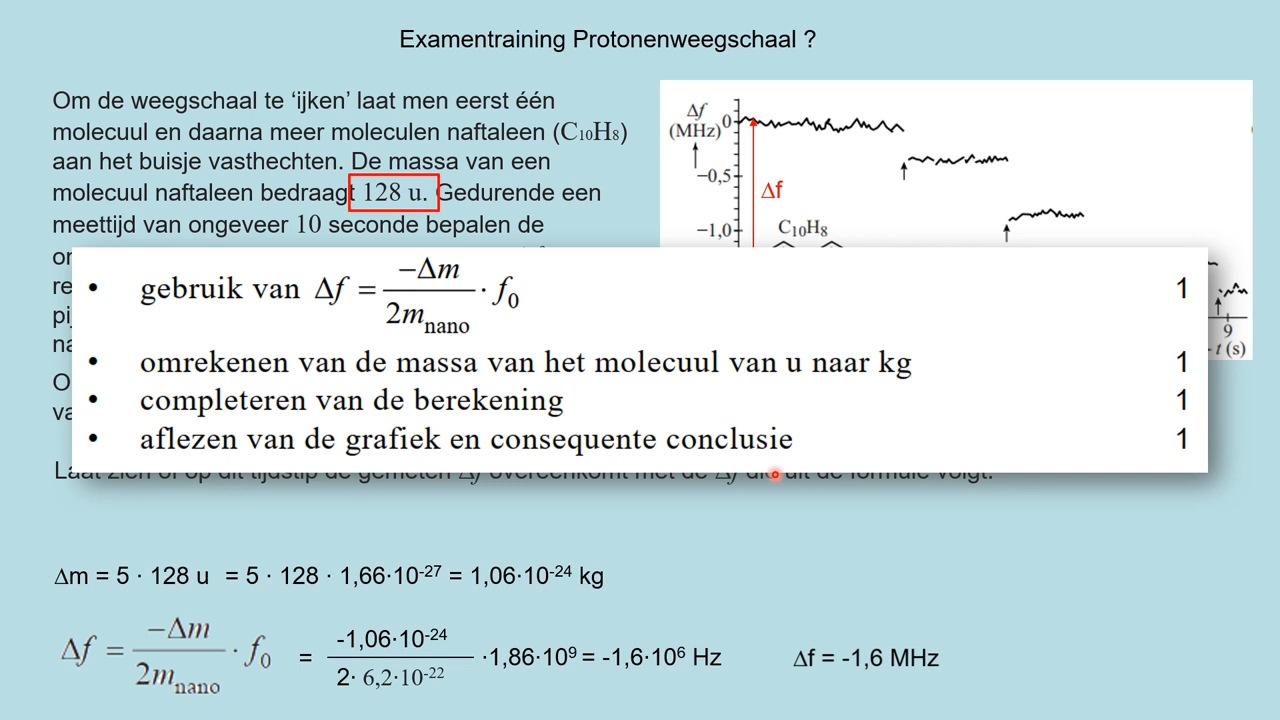 Examentraining Protonenweegschaal ?
Om de weegschaal te ‘ijken’ laat men eerst één
molecuul en daarna meer moleculen naftaleen (C₁₀H₈)
aan het buisje vasthechten. De massa van een
molecuul naftaleen bedraagt 128 u. Gedurende een
meettijd van ongeveer 10 seconde bepalen de
Δf
(MHz)
0
−0,5
−1,0
Δf
C₁₀H₈
9
t (s)
• gebruik van Δf = −Δm / 2m_nano · f₀ 1
• omrekenen van de massa van het molecuul van u naar kg 1
• completeren van de berekening 1
• aflezen van de grafiek en consequente conclusie 1
Δm = 5 · 128 u = 5 · 128 · 1,66·10⁻²⁷ = 1,06·10⁻²⁴ kg
Δf = −Δm / 2m_nano · f₀ = -1,06·10⁻²⁴ / 2· 6,2·10⁻²² ·1,86·10⁹ = -1,6·10⁶ Hz Δf = -1,6 MHz